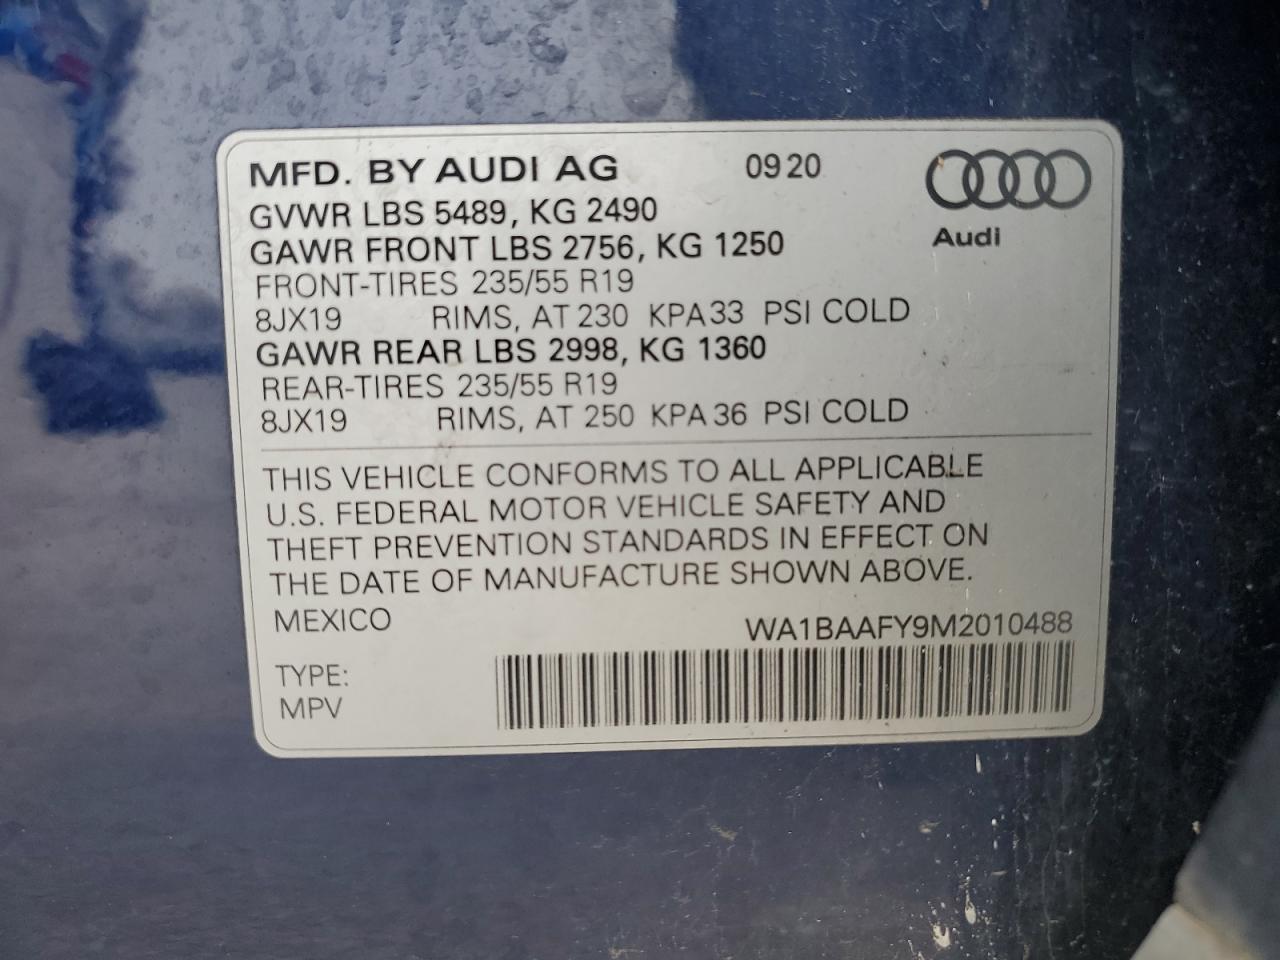 MFD. BY AUDI AG 09 20
Audi
GVWR LBS 5489, KG 2490
GAWR FRONT LBS 2756, KG 1250
FRONT-TIRES 235/55 R19
8JX19 RIMS, AT 230 KPA 33 PSI COLD
GAWR REAR LBS 2998, KG 1360
REAR-TIRES 235/55 R19
8JX19 RIMS, AT 250 KPA 36 PSI COLD
THIS VEHICLE CONFORMS TO ALL APPLICABLE
U.S. FEDERAL MOTOR VEHICLE SAFETY AND
THEFT PREVENTION STANDARDS IN EFFECT ON
THE DATE OF MANUFACTURE SHOWN ABOVE.
MEXICO
WA1BAAFY9M2010488
TYPE:
MPV